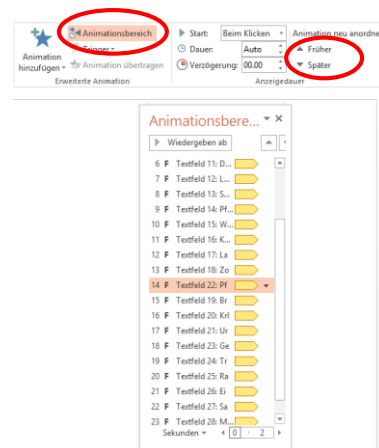 Animation hinzufügen
Animationsbereich
Trigger
Animation übertragen
Erweiterte Animation
Start: Beim Klicken
Dauer: Auto
Verzögerung: 00.00
Animation neu anordne
Früher
Später
Anzeigedauer
Animationsbere...
Wiedergeben ab
6 F Textfeld 11: D...
7 F Textfeld 12: L...
8 F Textfeld 13: S...
9 F Textfeld 14: Pf...
10 F Textfeld 15: W...
11 F Textfeld 16: K...
12 F Textfeld 17: La
13 F Textfeld 18: Zo
14 F Textfeld 22: Pf
15 F Textfeld 19: Br
16 F Textfeld 20: Krl
17 F Textfeld 21: Ur
18 F Textfeld 23: Ge
19 F Textfeld 24: Tr
20 F Textfeld 25: Ra
21 F Textfeld 26: Ei
22 F Textfeld 27: Sa
23 F Textfeld 28: M...
Sekunden 0 2